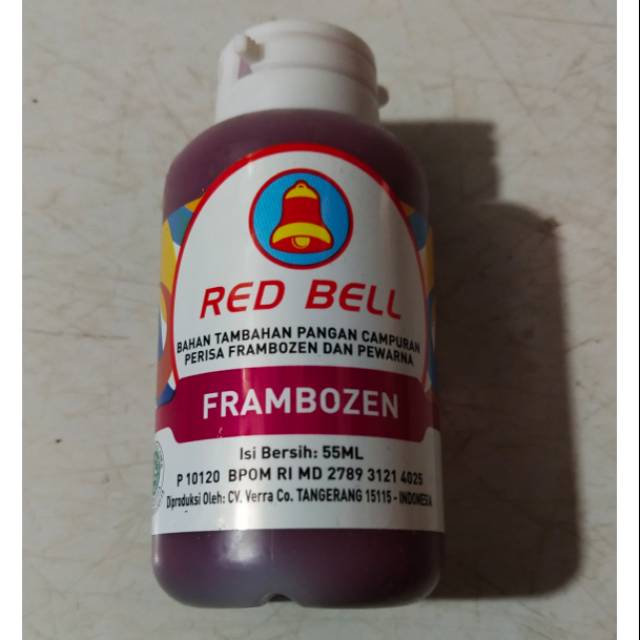 RED BELL
BAHAN TAMBAHAN PANGAN CAMPURAN
PERISA FRAMBOZEN DAN PEWARNA
FRAMBOZEN
Isi Bersih: 55ML
P 10120 BPOM RI MD 2789 3121 4025
Diproduksi Oleh: CV. Verra Co. TANGERANG 15115 - INDONESIA